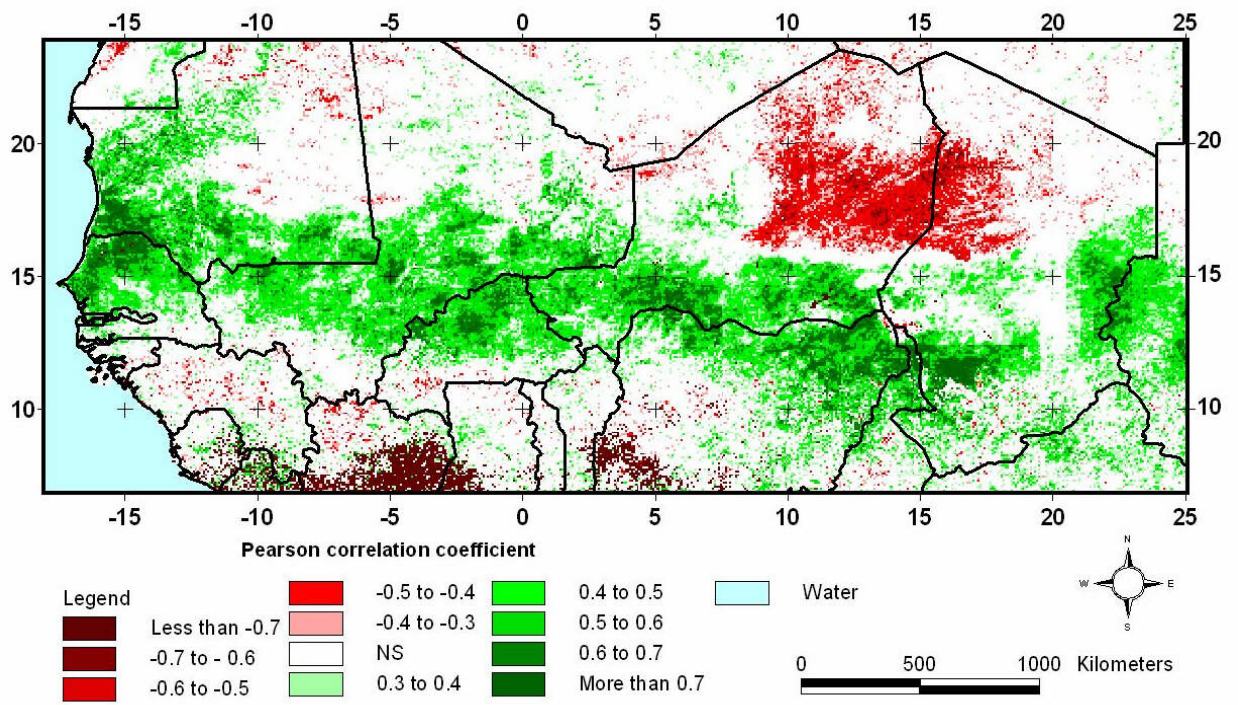 -15 -10 -5 0 5 10 15 20 25
20 20
15 15
10 10
-15 -10 -5 0 5 10 15 20 25
Pearson correlation coefficient
Legend
Less than -0.7
-0.7 to - 0.6
-0.6 to -0.5
-0.5 to -0.4
-0.4 to -0.3
NS
0.3 to 0.4
0.4 to 0.5
0.5 to 0.6
0.6 to 0.7
More than 0.7
Water
N
W E
S
0 500 1000 Kilometers